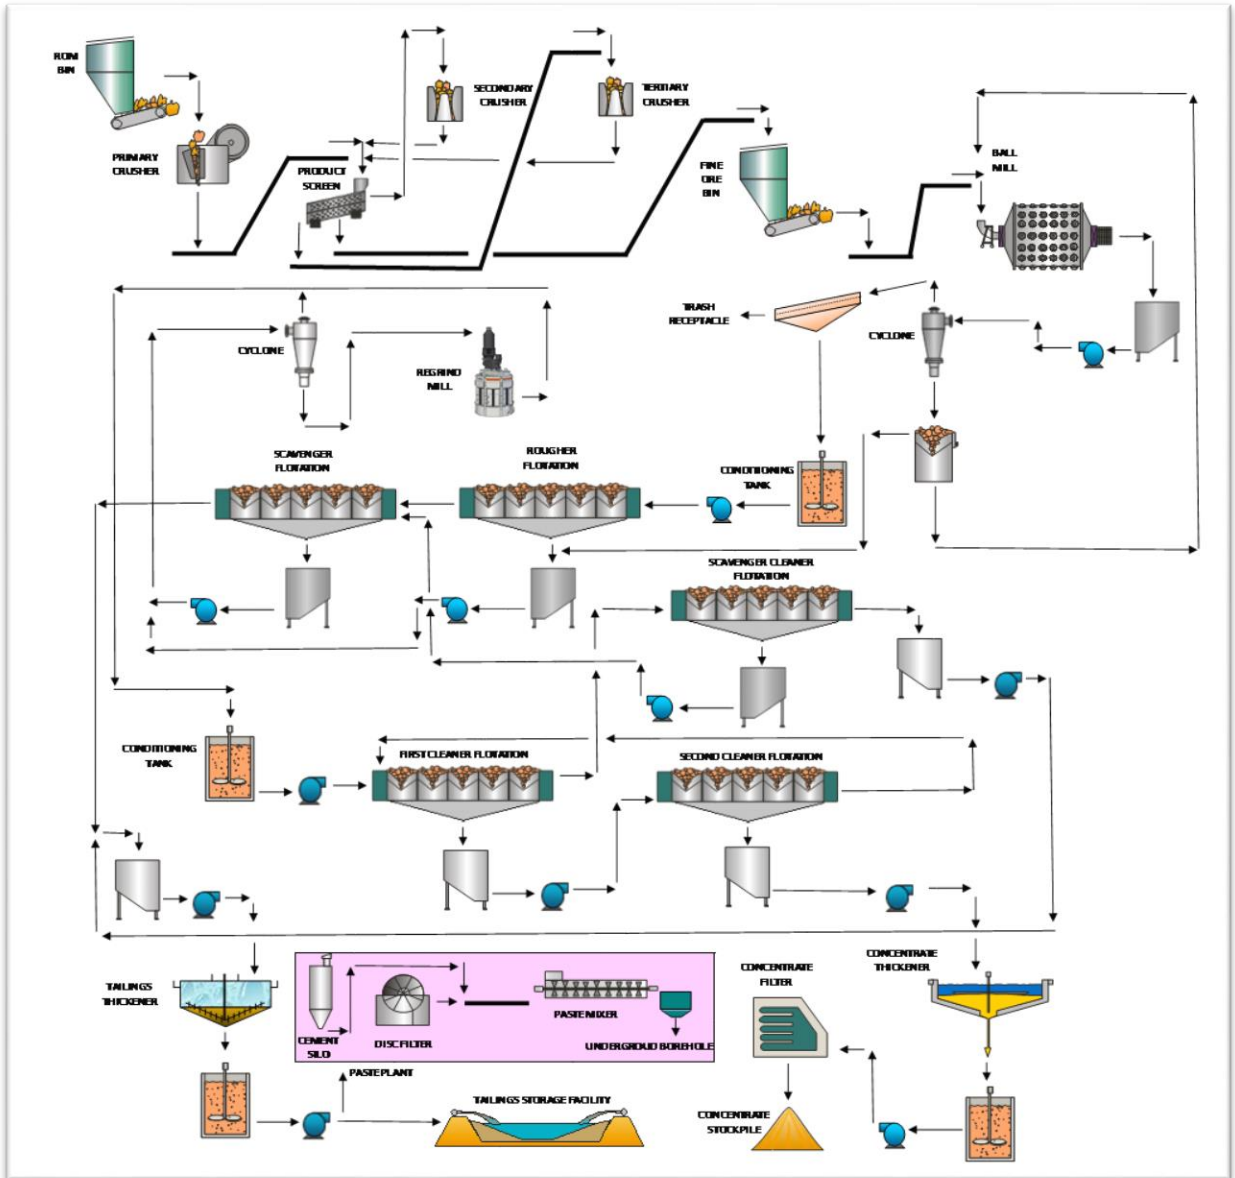 ROM
BIN
SECONDARY
CRUSHER
TERTIARY
CRUSHER
PRIMARY
CRUSHER
PRODUCT
SCREEN
FINE
ORE
BIN
BALL
MILL
TRASH
RECEPTACLE
CYCLONE
CYCLONE
REGRIND
MILL
SCAVENGER
FLOTATION
ROUGHER
FLOTATION
CONDITIONING
TANK
SCAVENGER CLEANER
FLOTATION
CONDITIONING
TANK
FIRST CLEANER FLOTATION
SECOND CLEANER FLOTATION
TAILINGS
THICKENER
CEMENT
SILO
DISC FILTER
PASTE MIXER
UNDERGROUD BOREHOLE
CONCENTRATE
FILTER
CONCENTRATE
THICKENER
PASTE PLANT
TAILINGS STORAGE FACILITY
CONCENTRATE
STOCKPILE